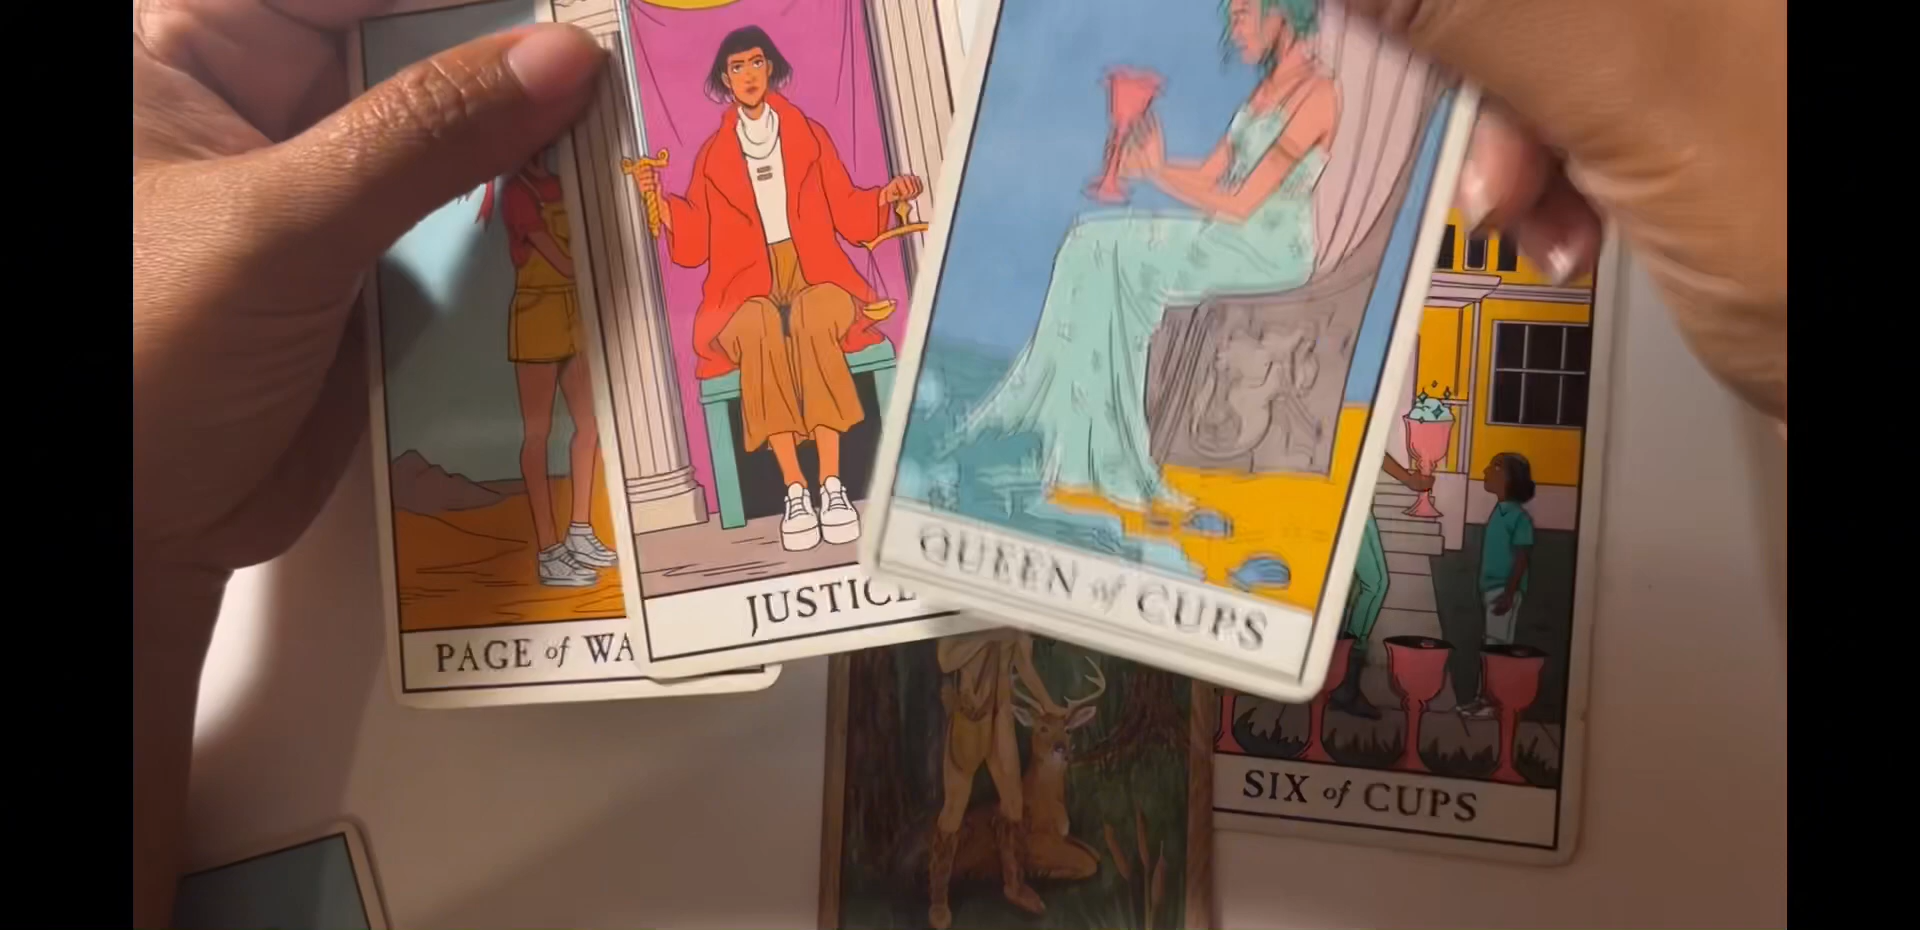 PAGE of WA
JUSTICE
QUEEN of CUPS
SIX of CUPS